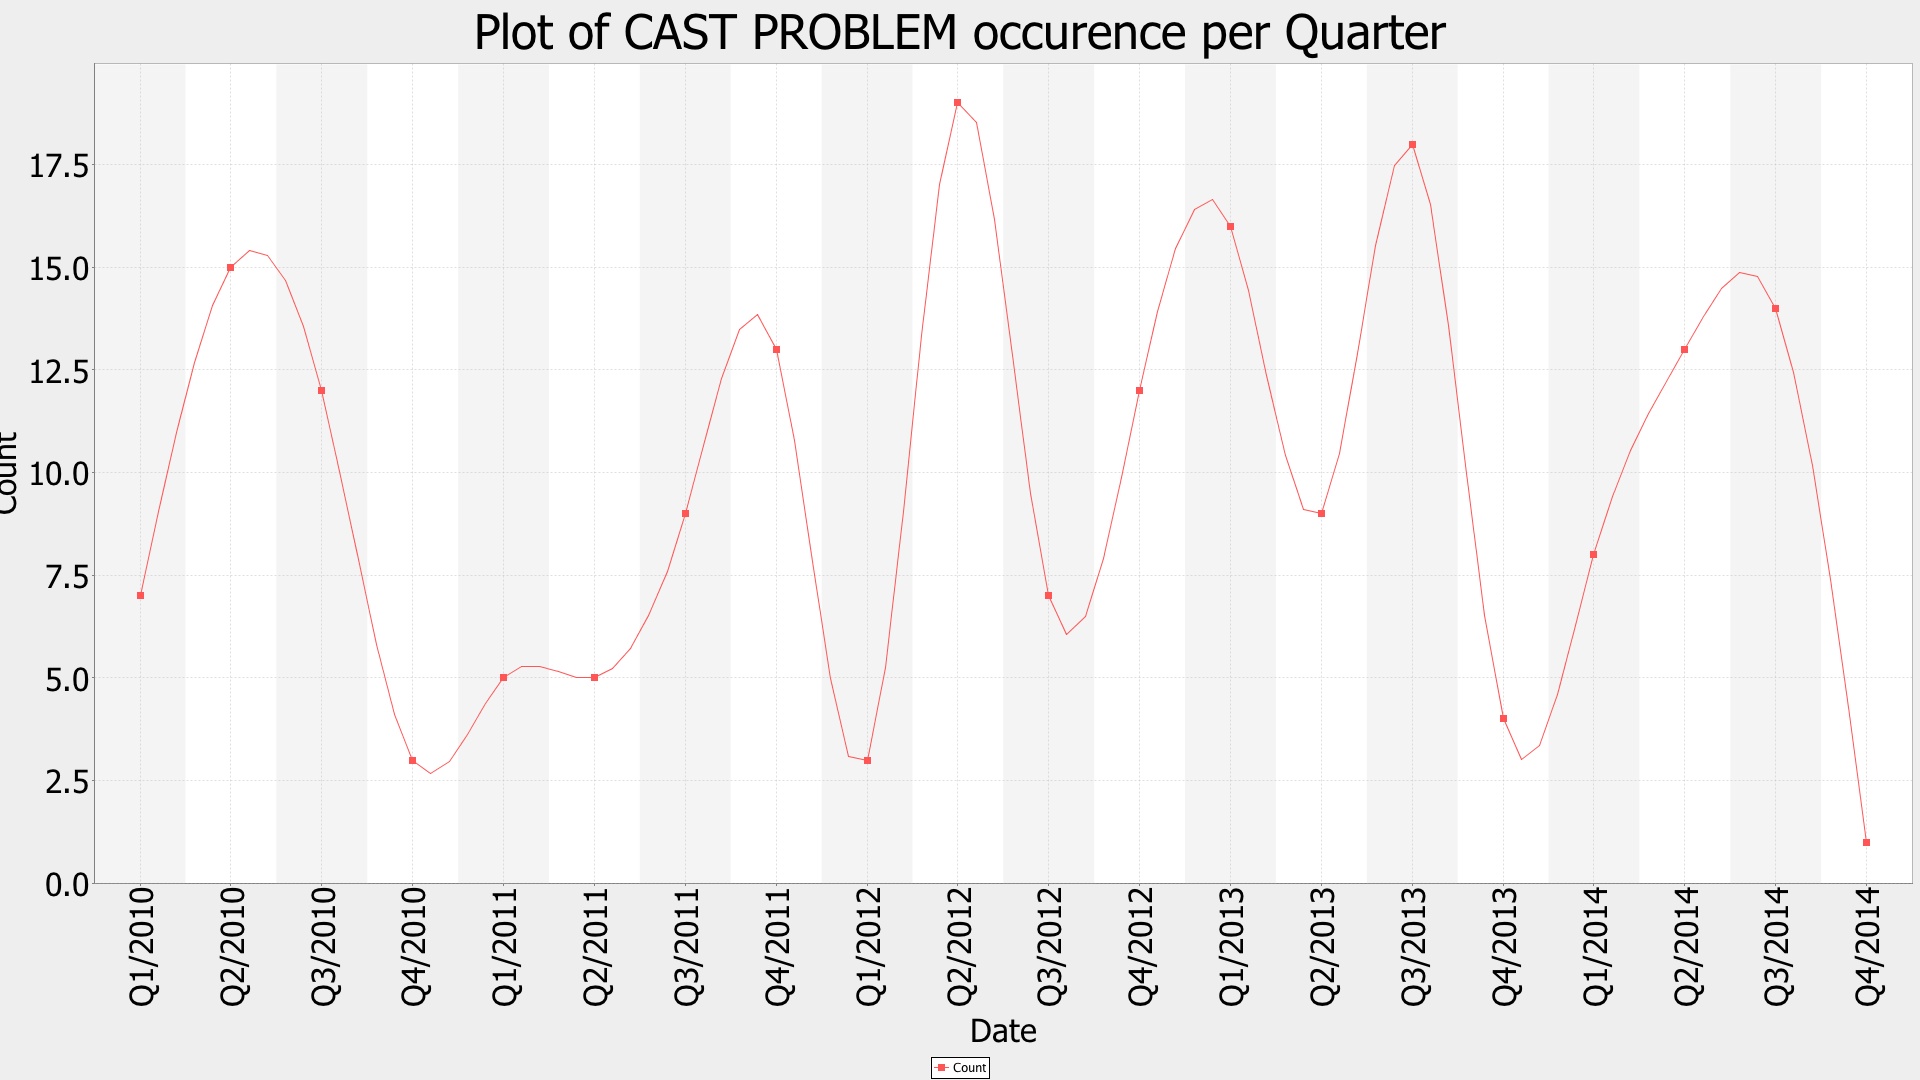 Plot of CAST PROBLEM occurence per Quarter
17.5
15.0
12.5
10.0
7.5
5.0
2.5
0.0
Count
Q1/2010
Q2/2010
Q3/2010
Q4/2010
Q1/2011
Q2/2011
Q3/2011
Q4/2011
Q1/2012
Q2/2012
Q3/2012
Q4/2012
Q1/2013
Q2/2013
Q3/2013
Q4/2013
Q1/2014
Q2/2014
Q3/2014
Q4/2014
Date
Count